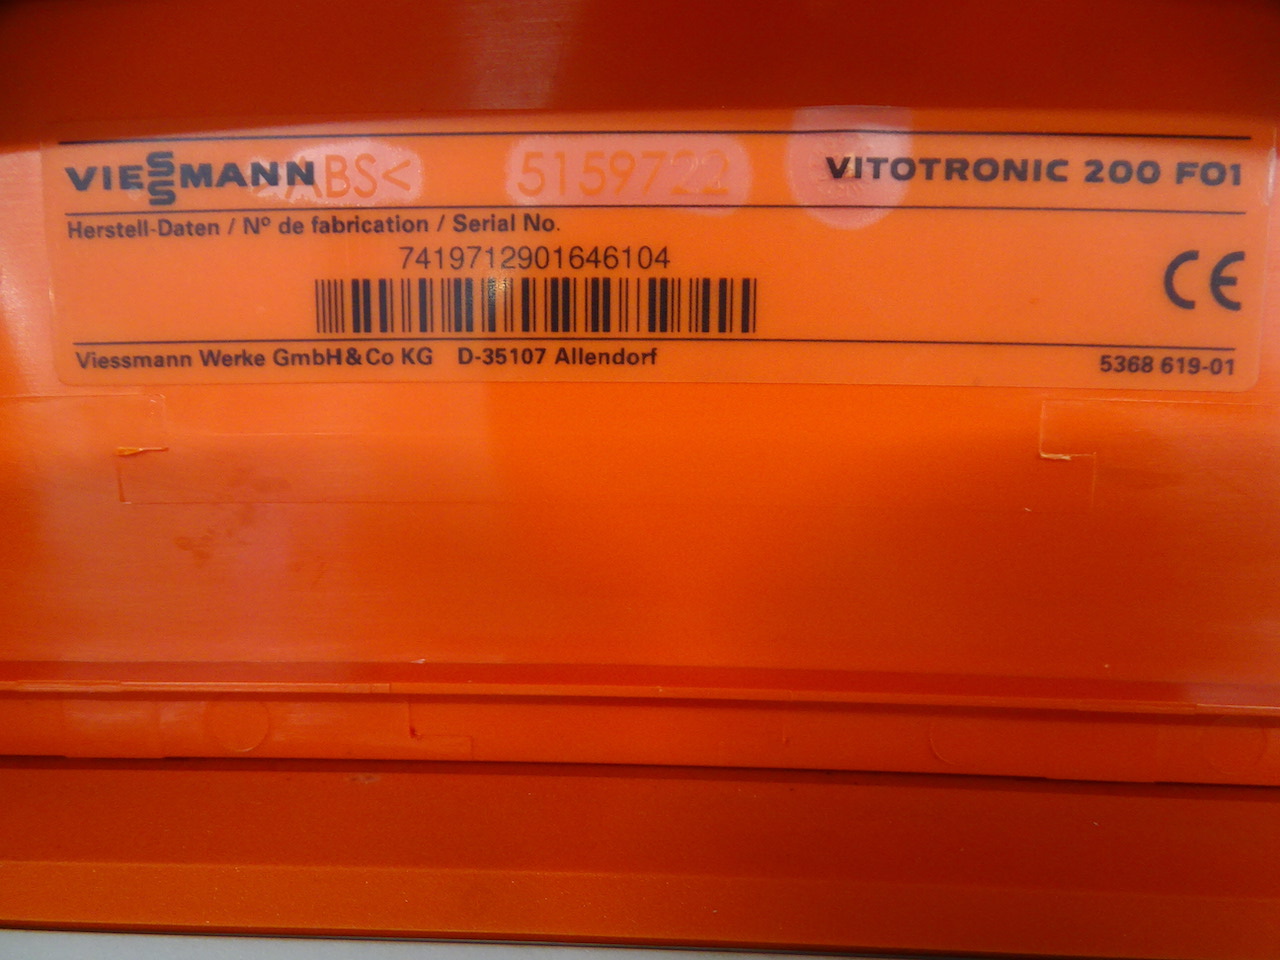 VIESSMANN >ABS< 5159722 VITOTRONIC 200 FO1
Herstell-Daten / Nº de fabrication / Serial No.
7419712901646104
CE
Viessmann Werke GmbH&Co KG D-35107 Allendorf 5368 619-01